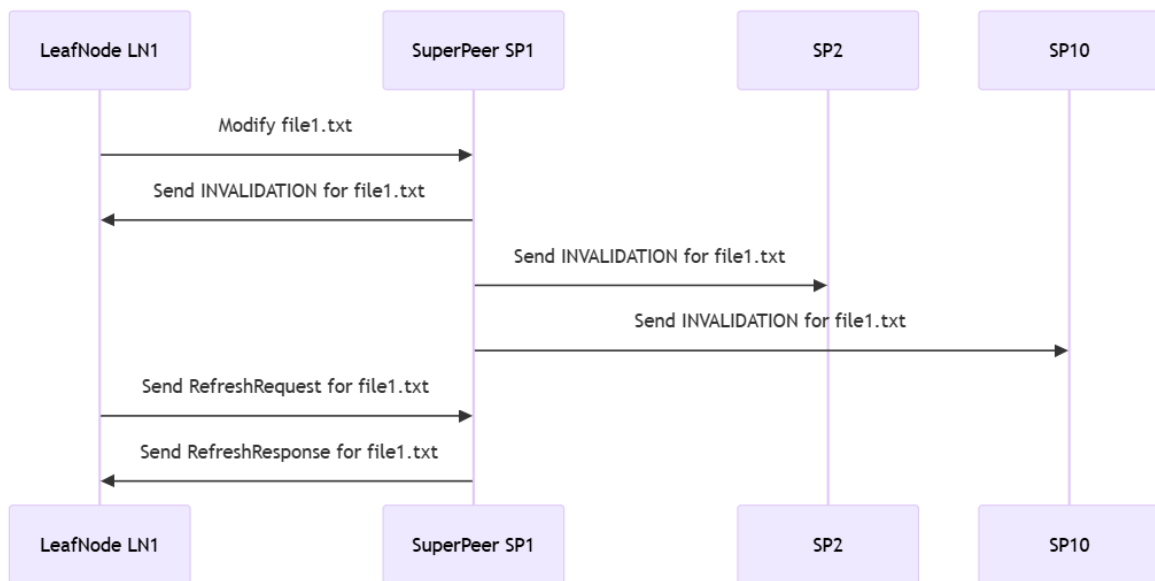 LeafNode LN1
SuperPeer SP1
SP2
SP10
Modify file1.txt
Send INVALIDATION for file1.txt
Send INVALIDATION for file1.txt
Send INVALIDATION for file1.txt
Send RefreshRequest for file1.txt
Send RefreshResponse for file1.txt
LeafNode LN1
SuperPeer SP1
SP2
SP10